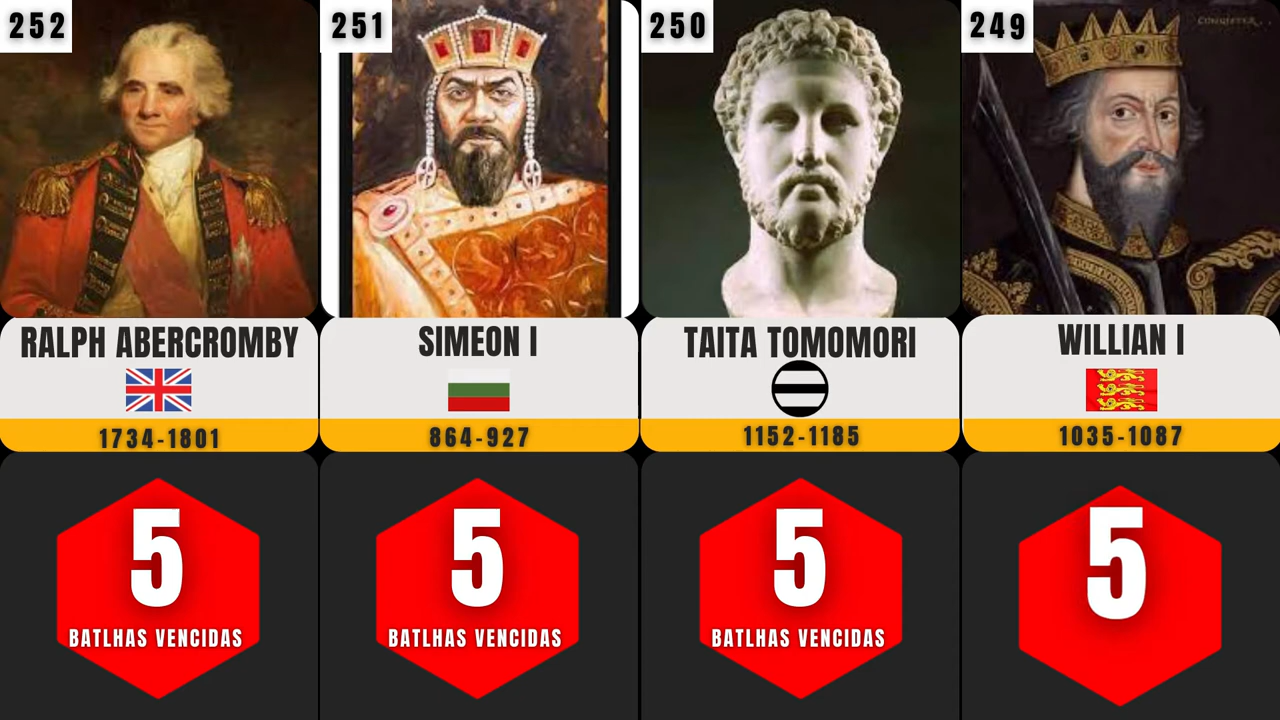 252
RALPH ABERCROMBY
1734-1801
5
BATLHAS VENCIDAS
251
SIMEON I
864-927
5
BATLHAS VENCIDAS
250
TAITA TOMOMORI
1152-1185
5
BATLHAS VENCIDAS
249
WILLIAN I
1035-1087
5